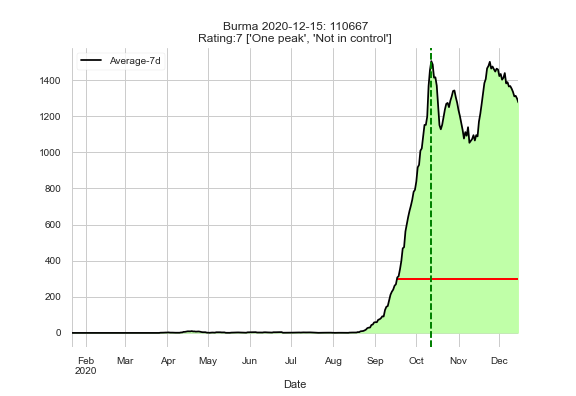 Burma 2020-12-15: 110667
Rating:7 ['One peak', 'Not in control']
Average-7d
1400
1200
1000
800
600
400
200
0
Feb Mar Apr May Jun Jul Aug Sep Oct Nov Dec
2020
Date